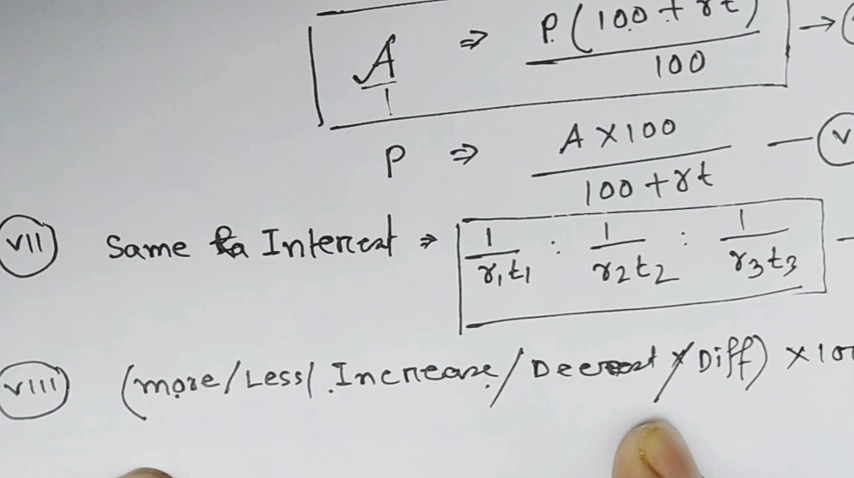 A ⇒ P(100 + rt) / 100 →
P ⇒ A × 100 / 100 + rt — V
VII Same Interest ⇒ 1/r₁t₁ : 1/r₂t₂ : 1/r₃t₃ —
VIII (more/Less/ Increase/ /Diff) × 10